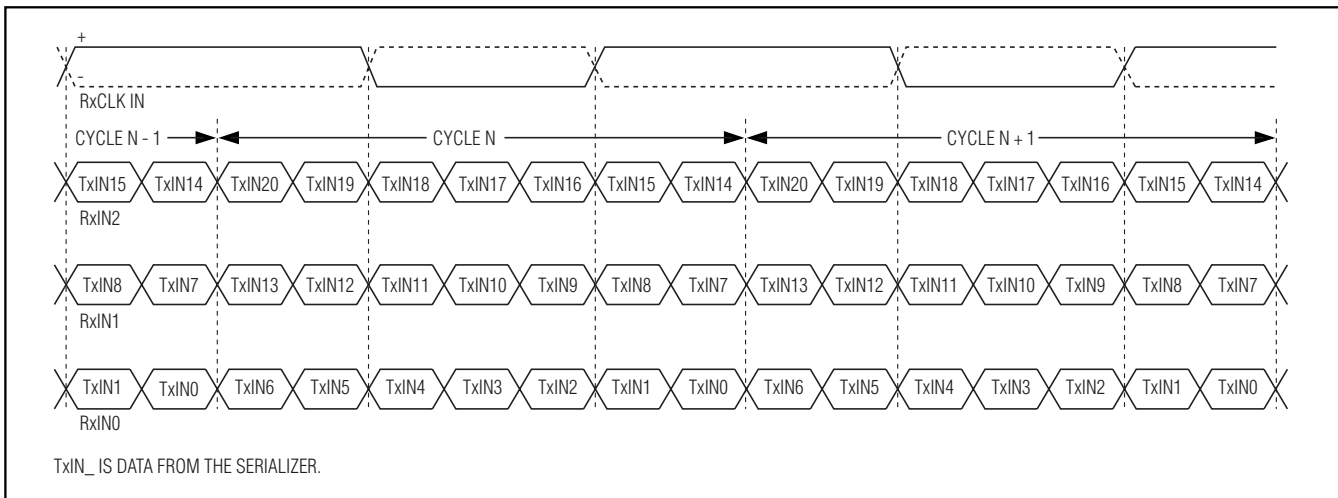 +
-
RxCLK IN
CYCLE N - 1 CYCLE N CYCLE N + 1
TxIN15 TxIN14 TxIN20 TxIN19 TxIN18 TxIN17 TxIN16 TxIN15 TxIN14 TxIN20 TxIN19 TxIN18 TxIN17 TxIN16 TxIN15 TxIN14
RxIN2
TxIN8 TxIN7 TxIN13 TxIN12 TxIN11 TxIN10 TxIN9 TxIN8 TxIN7 TxIN13 TxIN12 TxIN11 TxIN10 TxIN9 TxIN8 TxIN7
RxIN1
TxIN1 TxIN0 TxIN6 TxIN5 TxIN4 TxIN3 TxIN2 TxIN1 TxIN0 TxIN6 TxIN5 TxIN4 TxIN3 TxIN2 TxIN1 TxIN0
RxIN0
TxIN_ IS DATA FROM THE SERIALIZER.